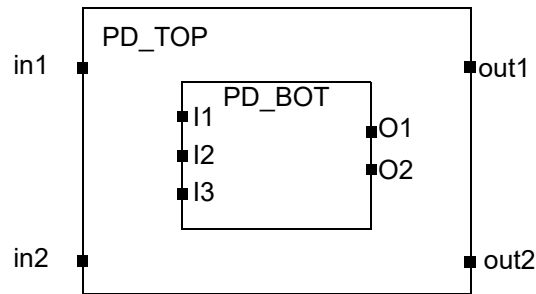 PD_TOP
in1
out1
PD_BOT
I1
O1
I2
O2
I3
in2
out2